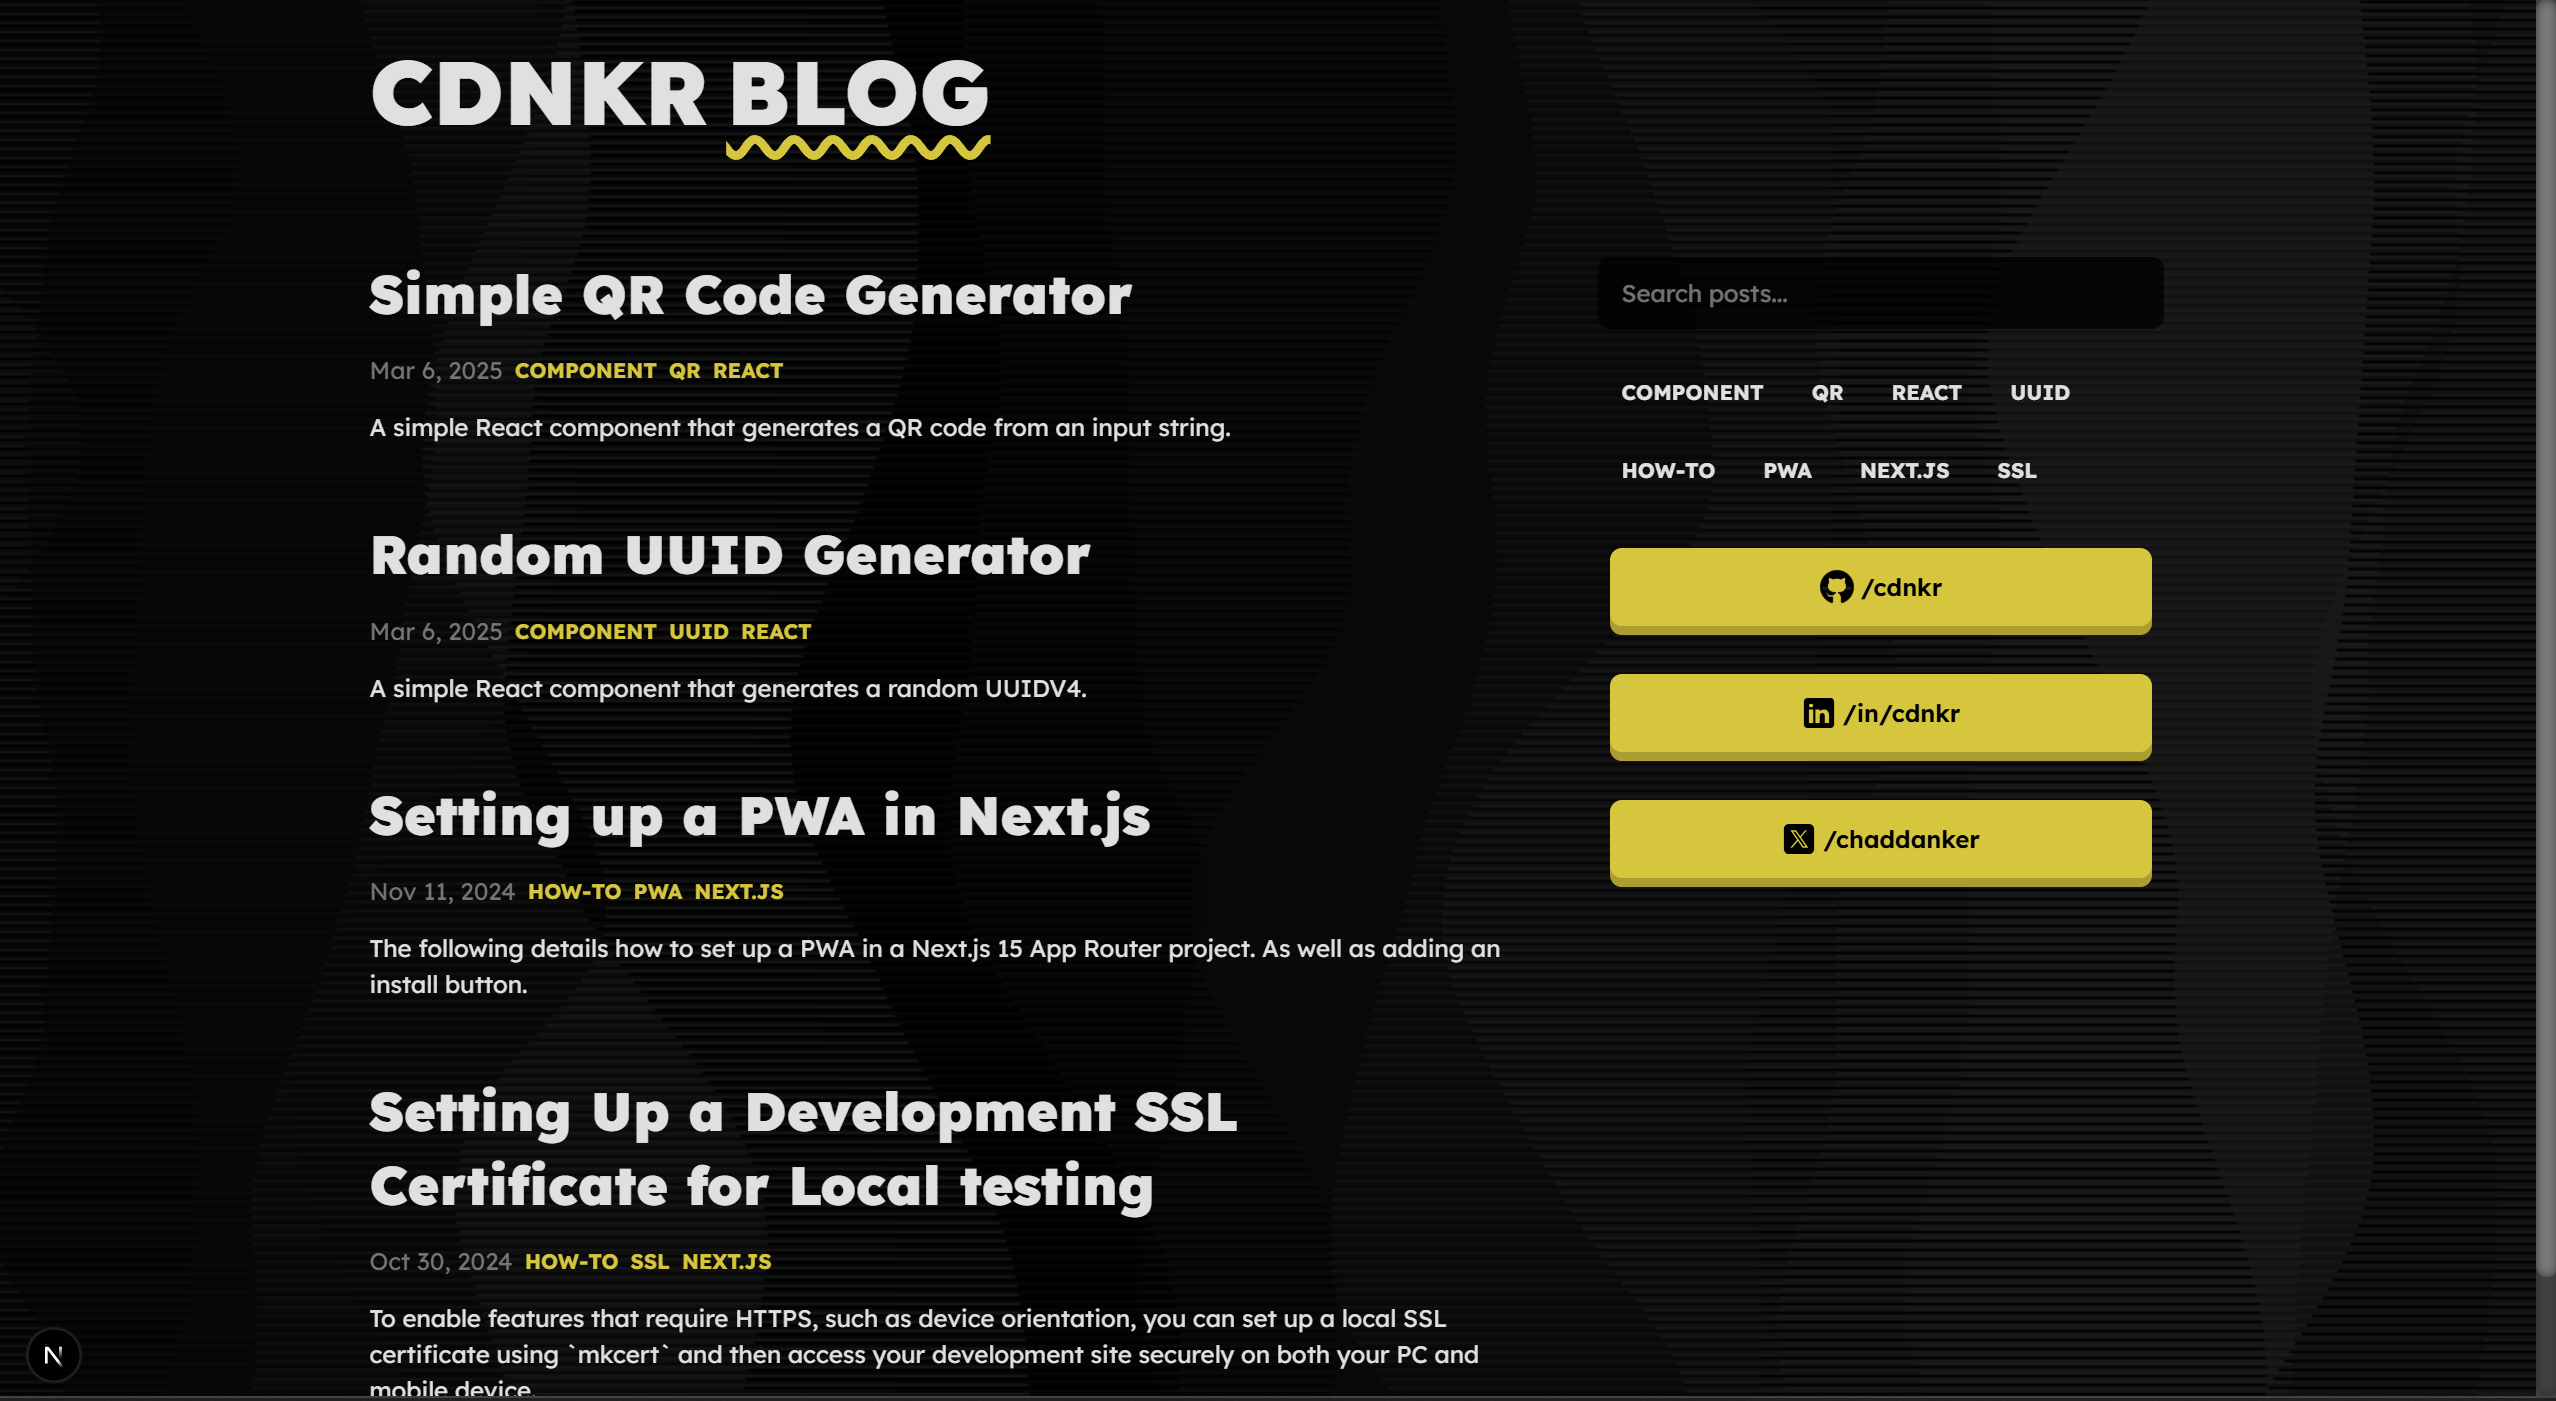 CDNKR BLOG
Simple QR Code Generator
Mar 6, 2025 COMPONENT QR REACT
A simple React component that generates a QR code from an input string.
Random UUID Generator
Mar 6, 2025 COMPONENT UUID REACT
A simple React component that generates a random UUIDV4.
Setting up a PWA in Next.js
Nov 11, 2024 HOW-TO PWA NEXT.JS
The following details how to set up a PWA in a Next.js 15 App Router project. As well as adding an
install button.
Setting Up a Development SSL
Certificate for Local testing
Oct 30, 2024 HOW-TO SSL NEXT.JS
To enable features that require HTTPS, such as device orientation, you can set up a local SSL
certificate using `mkcert` and then access your development site securely on both your PC and
mobile device.
Search posts...
COMPONENT QR REACT UUID
HOW-TO PWA NEXT.JS SSL
/cdnkr
in /in/cdnkr
X /chaddanker
N